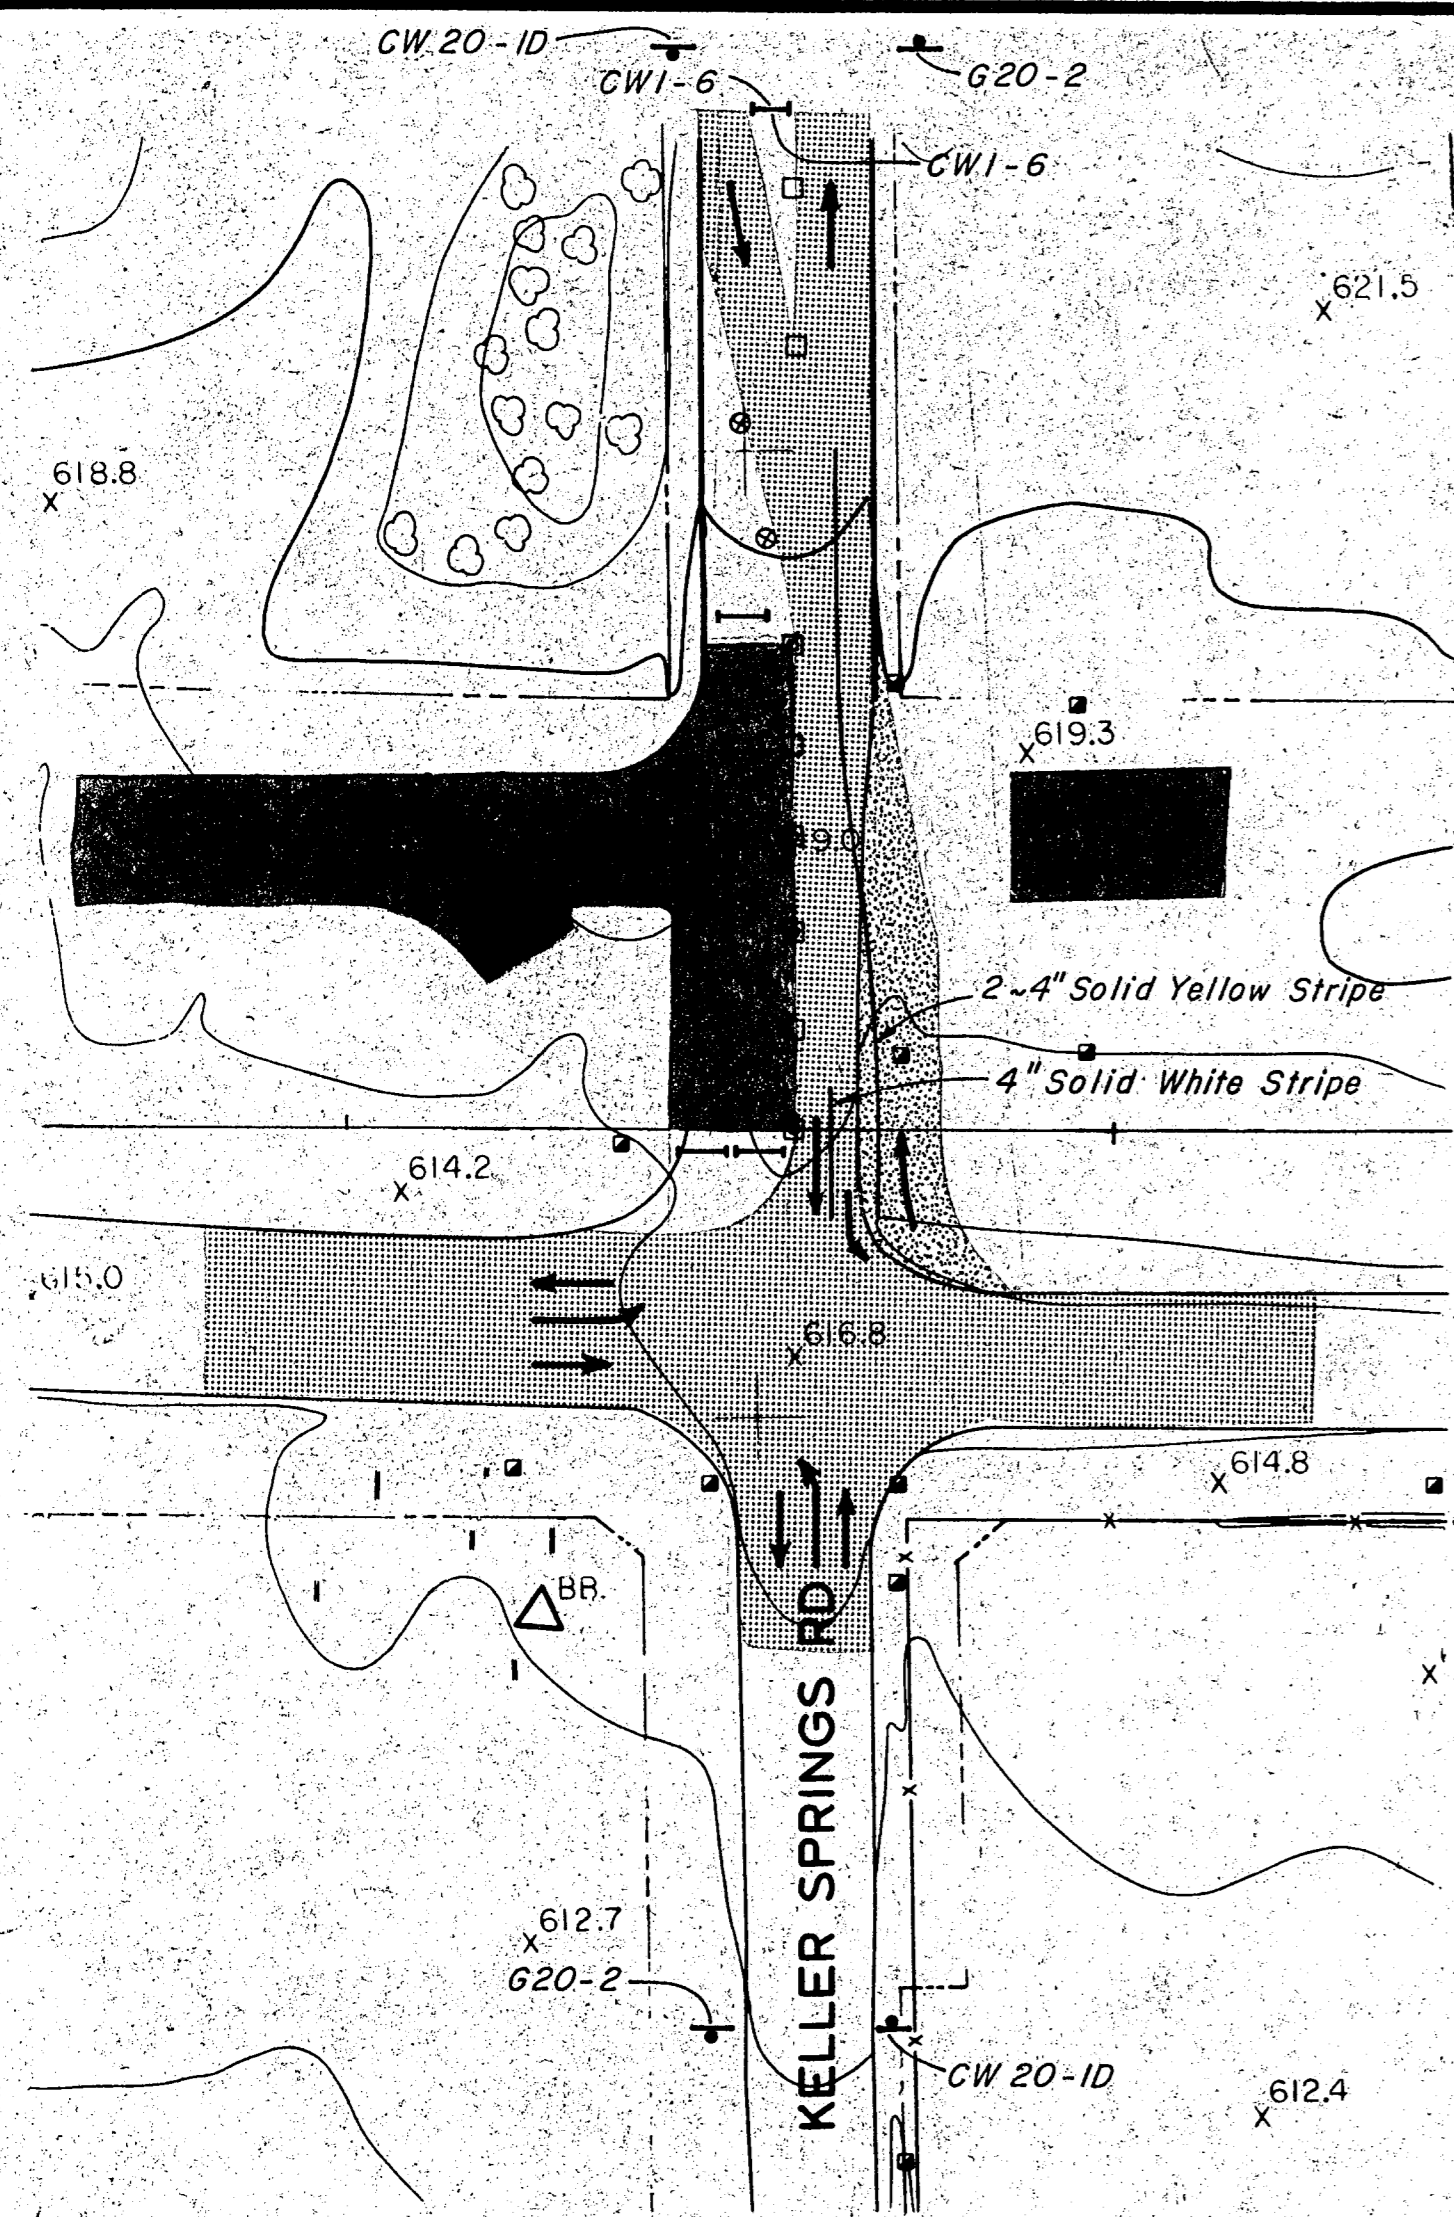 CW 20-1D
CW1-6
G20-2
CW1-6
621.5
618.8
619.3
2~4" Solid Yellow Stripe
4" Solid White Stripe
614.2
615.0
616.8
614.8
BB.
612.7
G20-2
KELLER SPRINGS RD
CW 20-1D
612.4